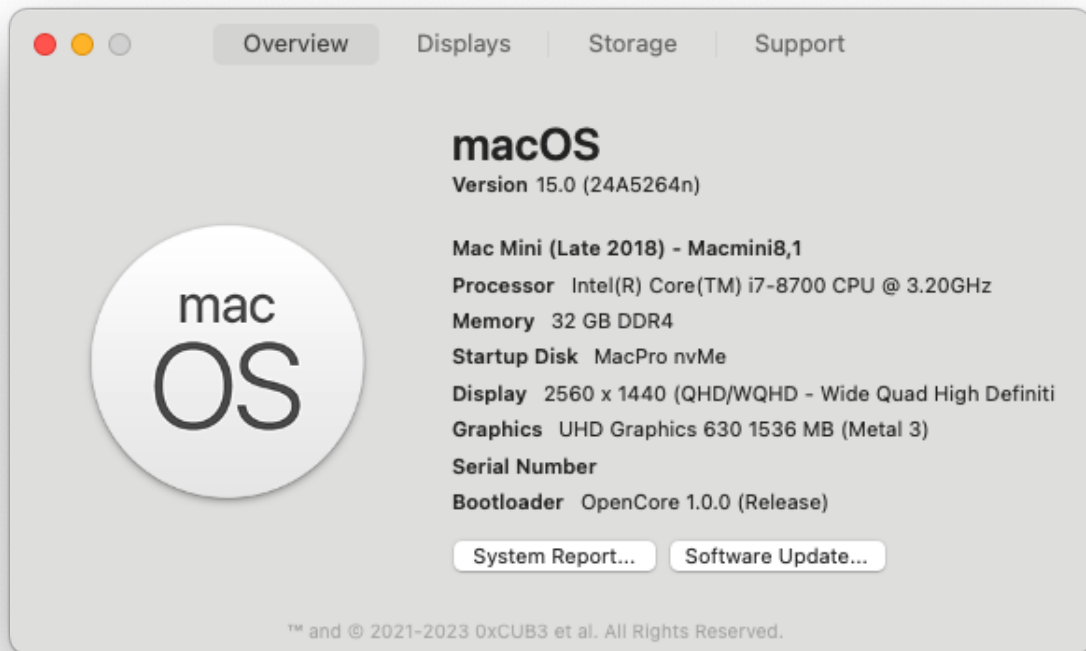 Overview Displays Storage Support
macOS
Version 15.0 (24A5264n)
Mac Mini (Late 2018) - Macmini8,1
Processor Intel(R) Core(TM) i7-8700 CPU @ 3.20GHz
Memory 32 GB DDR4
Startup Disk MacPro nvMe
Display 2560 x 1440 (QHD/WQHD - Wide Quad High Definiti
Graphics UHD Graphics 630 1536 MB (Metal 3)
Serial Number
Bootloader OpenCore 1.0.0 (Release)
mac
OS
System Report... Software Update...
™ and © 2021-2023 0xCUB3 et al. All Rights Reserved.